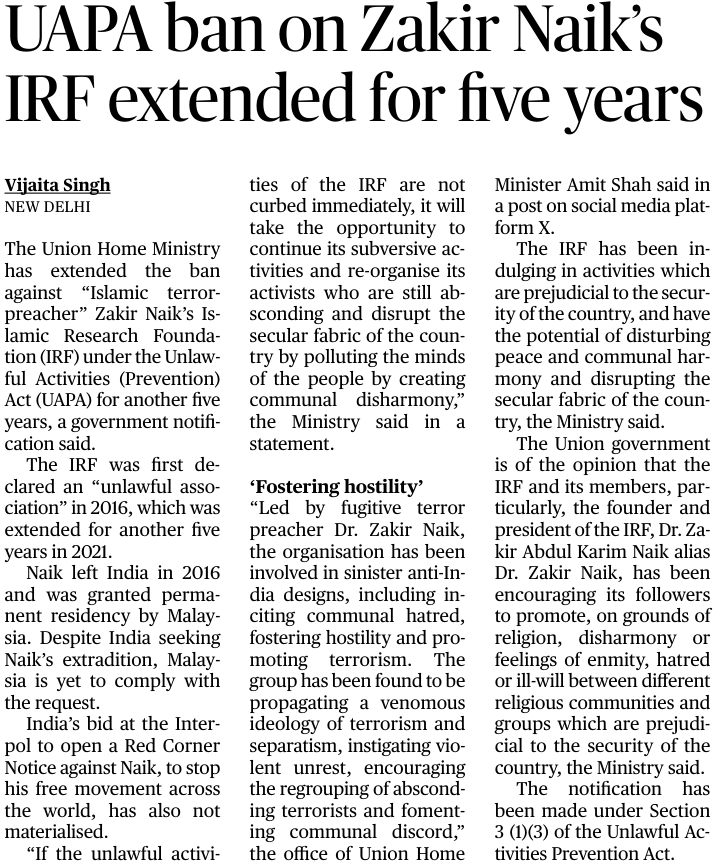 UAPA ban on Zakir Naik's
IRF extended for five years
Vijaita Singh
NEW DELHI
The Union Home Ministry
has extended the ban
against “Islamic terror-
preacher” Zakir Naik's Is-
lamic Research Founda-
tion (IRF) under the Unlaw-
ful Activities (Prevention)
Act (UAPA) for another five
years, a government notifi-
cation said.
The IRF was first de-
clared an “unlawful asso-
ciation” in 2016, which was
extended for another five
years in 2021.
Naik left India in 2016
and was granted perma-
nent residency by Malay-
sia. Despite India seeking
Naik's extradition, Malay-
sia is yet to comply with
the request.
India's bid at the Inter-
pol to open a Red Corner
Notice against Naik, to stop
his free movement across
the world, has also not
materialised.
“If the unlawful activi-
ties of the IRF are not
curbed immediately, it will
take the opportunity to
continue its subversive ac-
tivities and re-organise its
activists who are still ab-
sconding and disrupt the
secular fabric of the coun-
try by polluting the minds
of the people by creating
communal disharmony,”
the Ministry said in a
statement.
‘Fostering hostility’
“Led by fugitive terror
preacher Dr. Zakir Naik,
the organisation has been
involved in sinister anti-In-
dia designs, including in-
citing communal hatred,
fostering hostility and pro-
moting terrorism. The
group has been found to be
propagating a venomous
ideology of terrorism and
separatism, instigating vio-
lent unrest, encouraging
the regrouping of abscond-
ing terrorists and foment-
ing communal discord,”
the office of Union Home
Minister Amit Shah said in
a post on social media plat-
form X.
The IRF has been in-
dulging in activities which
are prejudicial to the secur-
ity of the country, and have
the potential of disturbing
peace and communal har-
mony and disrupting the
secular fabric of the coun-
try, the Ministry said.
The Union government
is of the opinion that the
IRF and its members, par-
ticularly, the founder and
president of the IRF, Dr. Za-
kir Abdul Karim Naik alias
Dr. Zakir Naik, has been
encouraging its followers
to promote, on grounds of
religion, disharmony or
feelings of enmity, hatred
or ill-will between different
religious communities and
groups which are prejudi-
cial to the security of the
country, the Ministry said.
The notification has
been made under Section
3 (1)(3) of the Unlawful Ac-
tivities Prevention Act.